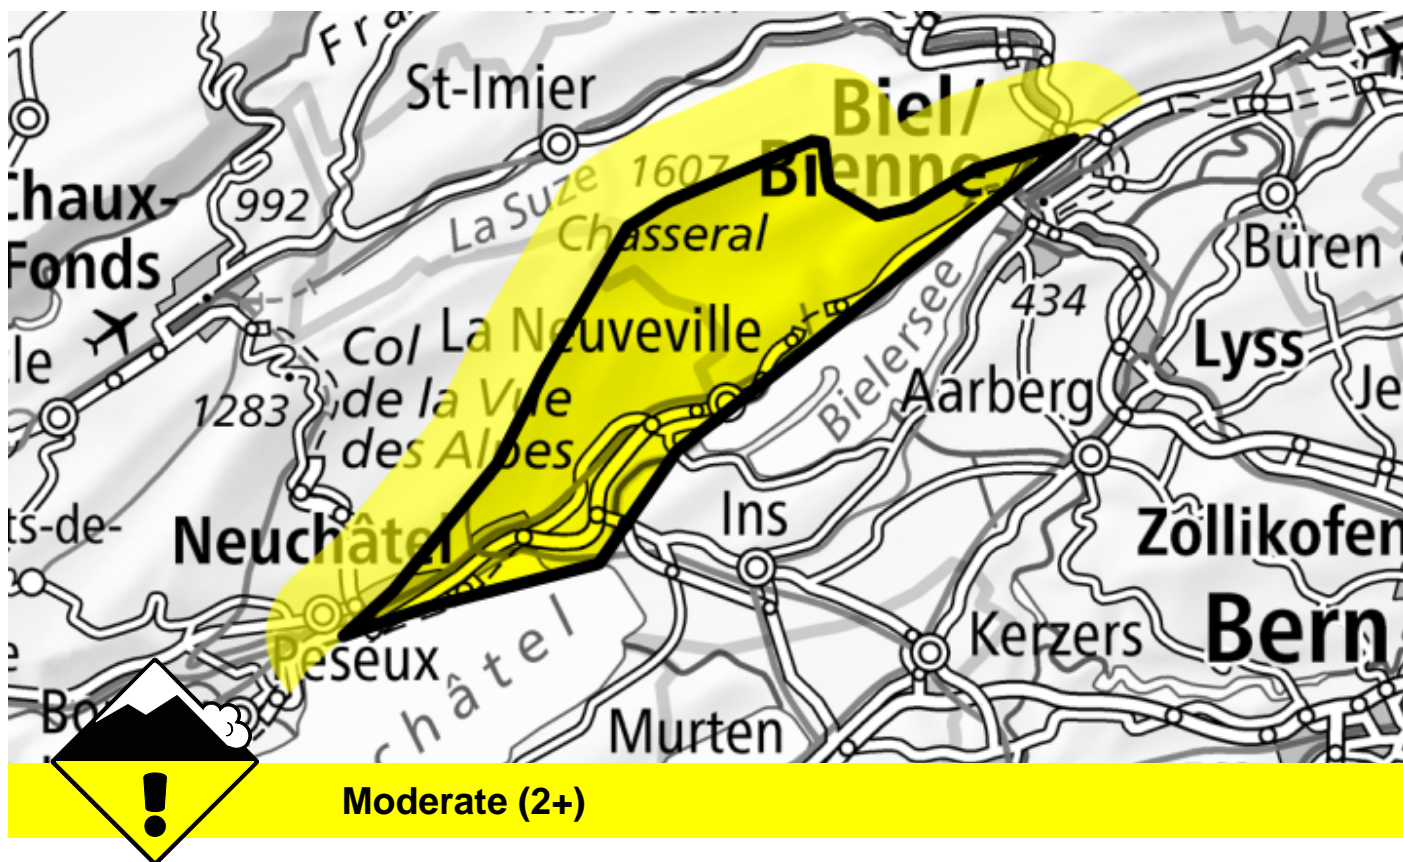 St-Imier
Biel/
Bienne
1607
Chasseral
La Suze
992
Fonds
Büren
434
Lyss
Col
de la Vue
des Alpes
La Neuveville
Bielersee
Aarberg
1283
Neuchâtel
Ins
Zollikofen
Bern
Kerzers
Peseux
châtel
Murten
Moderate (2+)